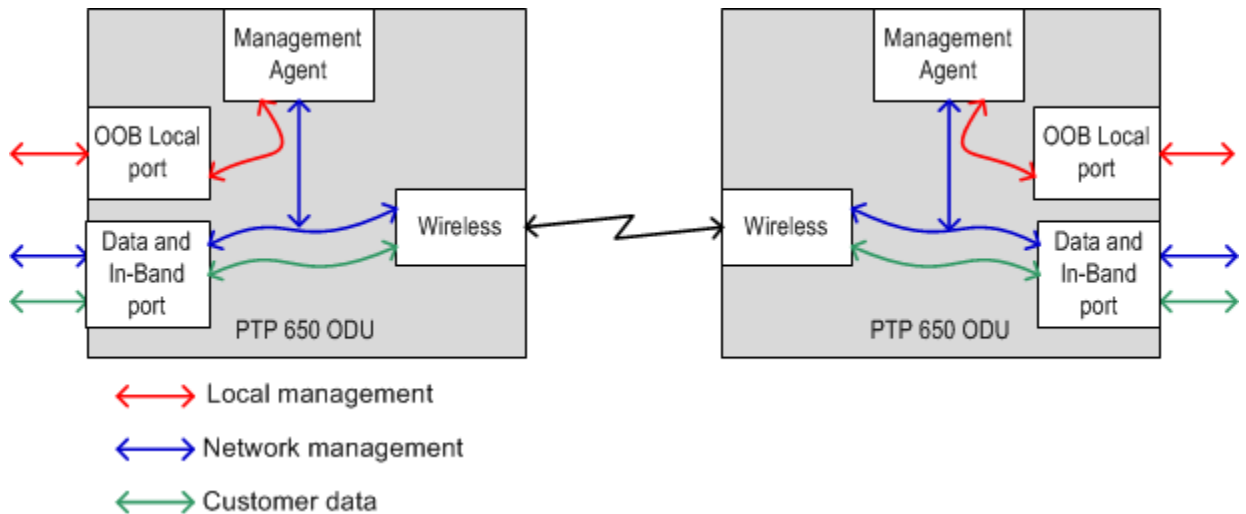 Management
Agent
OOB Local
port
Wireless
Data and
In-Band
port
PTP 650 ODU
Management
Agent
OOB Local
port
Wireless
Data and
In-Band
port
PTP 650 ODU
Local management
Network management
Customer data